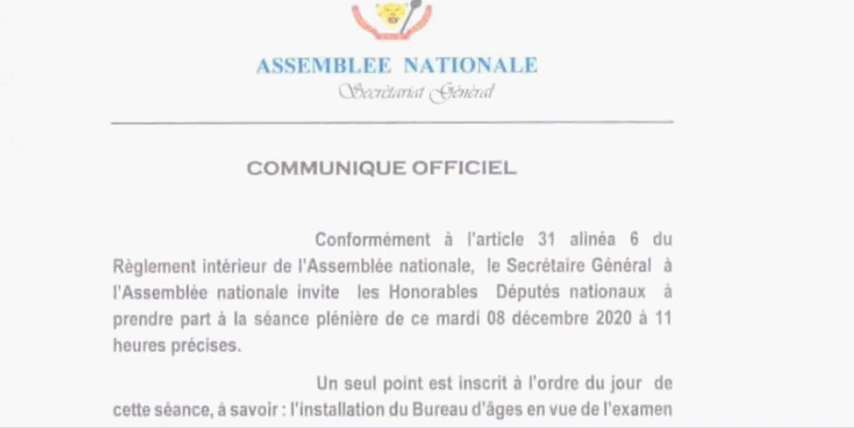 ASSEMBLEE NATIONALE
Secrétariat Général
COMMUNIQUE OFFICIEL
Conformément à l'article 31 alinéa 6 du
Règlement intérieur de l'Assemblée nationale, le Secrétaire Général à
l'Assemblée nationale invite les Honorables Députés nationaux à
prendre part à la séance plénière de ce mardi 08 décembre 2020 à 11
heures précises.
Un seul point est inscrit à l'ordre du jour de
cette séance, à savoir : l'installation du Bureau d'âges en vue de l'examen